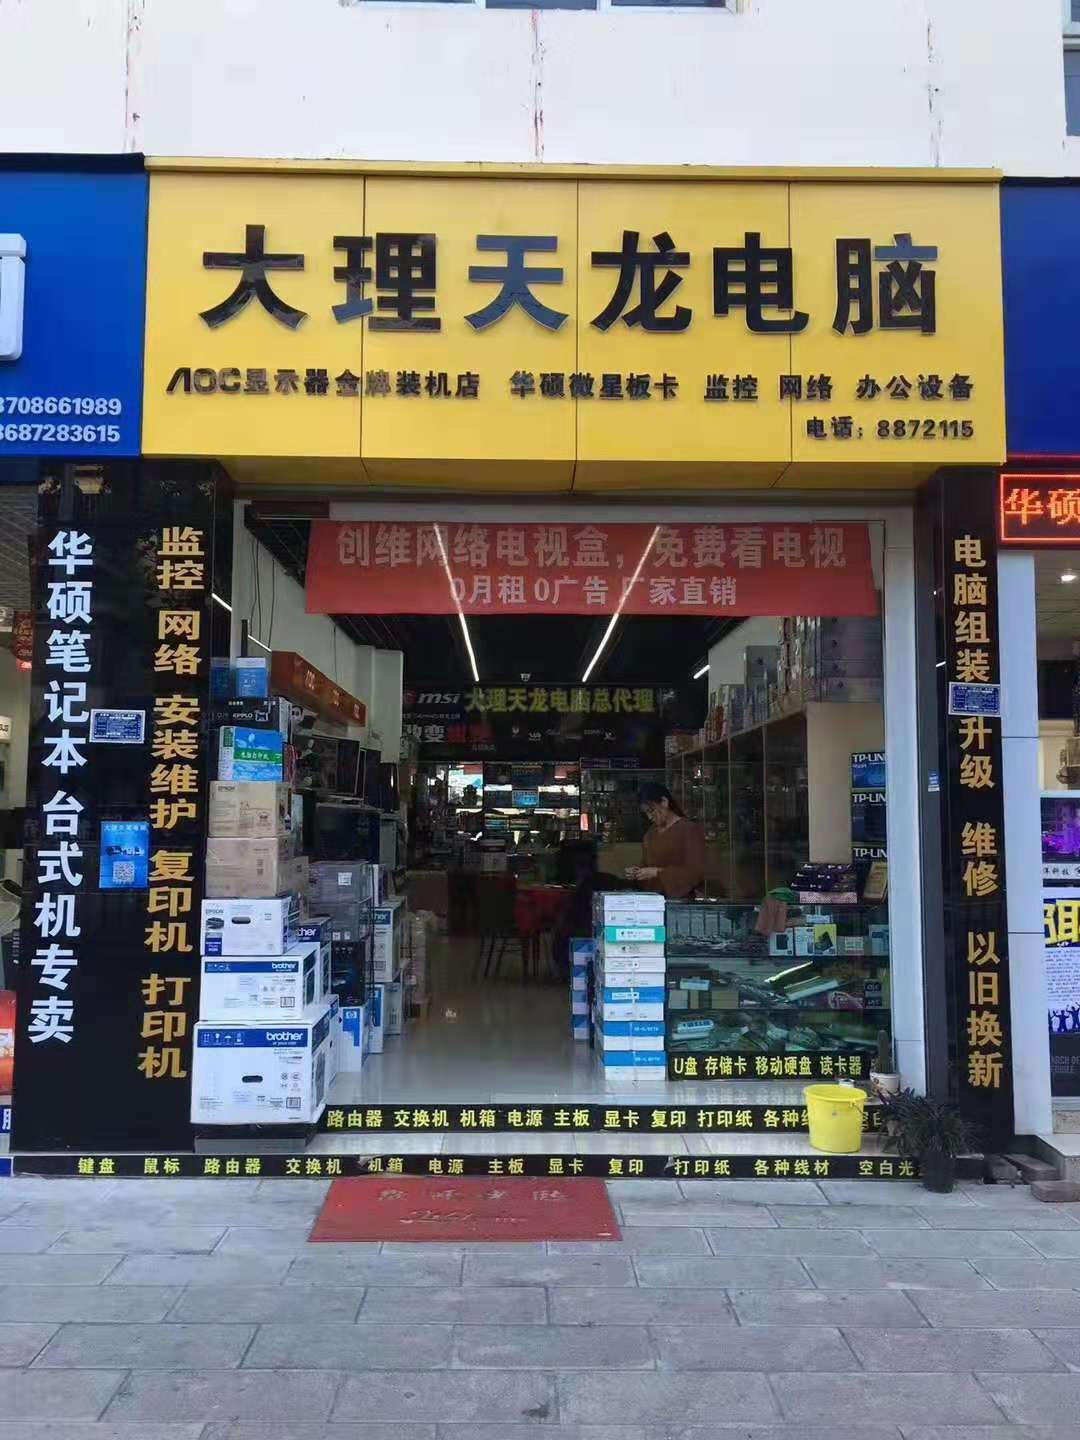 大理天龙电脑
AOC显示器金牌装机店 华硕微星板卡 监控 网络 办公设备
电话：8872115
3708661989
3687283615
华硕
创维网络电视盒，免费看电视
0月租 0广告 厂家直销
华硕笔记本 台式机专卖
监控 网络 安装维护 复印机 打印机
电脑组装 升级 维修 以旧换新
msi 大理天龙电脑总代理
TP-LINK
TP-LINK
TP-LINK
EPSON
EPSON
brother
brother
brother
U盘 存储卡 移动硬盘 读卡器
路由器 交换机 机箱 电源 主板 显卡 复印 打印纸 各种
键盘 鼠标 路由器 交换机 机箱 电源 主板 显卡 复印 打印纸 各种线材 空白光